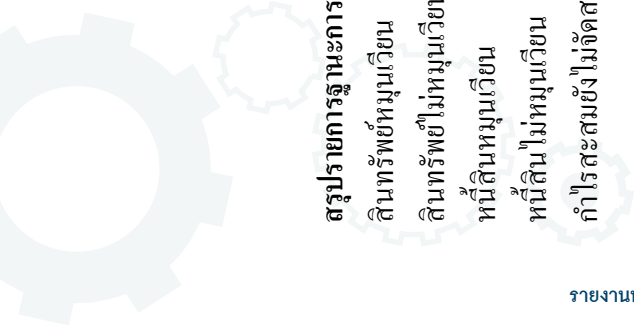 สรุปรายการฐานะการ
สินทรัพย์หมุนเวียน
สินทรัพย์ไม่หมุนเวียน
หนี้สินหมุนเวียน
หนี้สินไม่หมุนเวียน
กำไรสะสมยังไม่จัดส
รายงาน